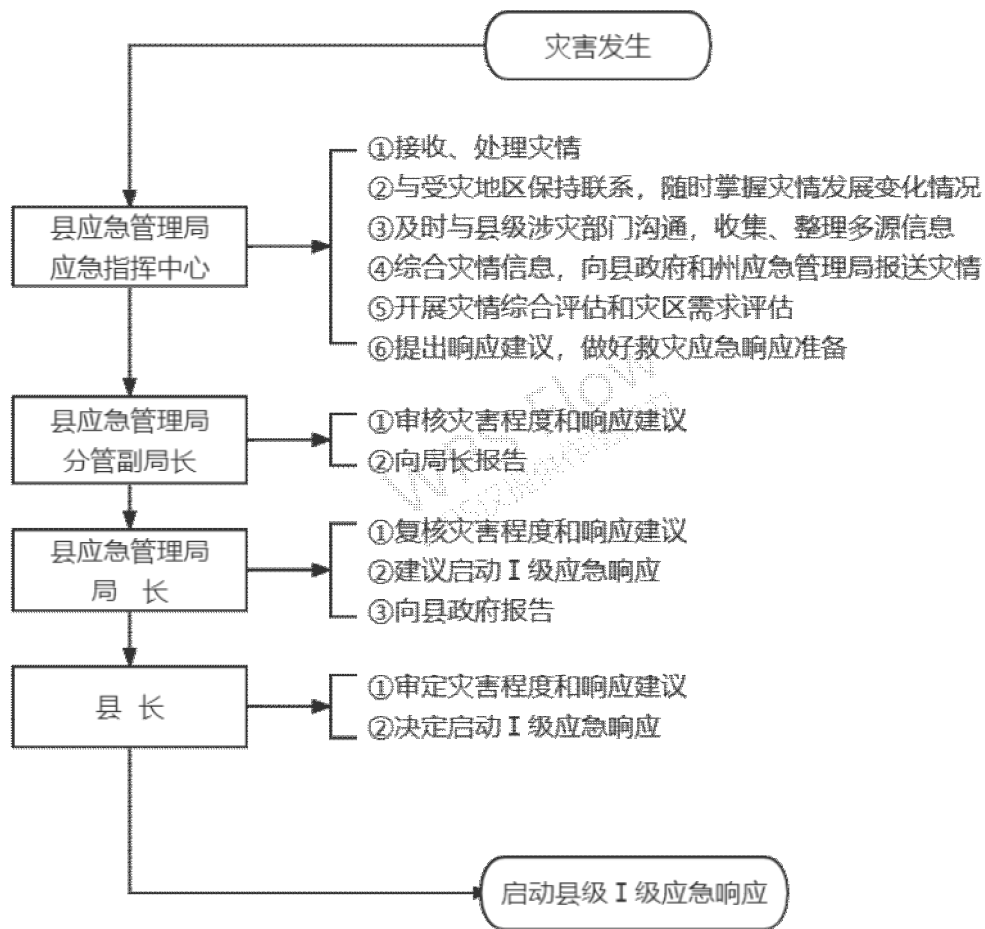 灾害发生
①接收、处理灾情
②与受灾地区保持联系，随时掌握灾情发展变化情况
县应急管理局
应急指挥中心
③及时与县级涉灾部门沟通，收集、整理多源信息
④综合灾情信息，向县政府和州应急管理局报送灾情
⑤开展灾情综合评估和灾区需求评估
⑥提出响应建议，做好救灾应急响应准备
县应急管理局
分管副局长
①审核灾害程度和响应建议
②向局长报告
县应急管理局
局 长
①复核灾害程度和响应建议
②建议启动Ⅰ级应急响应
③向县政府报告
县 长
①审定灾害程度和响应建议
②决定启动Ⅰ级应急响应
启动县级Ⅰ级应急响应
WPS Flow